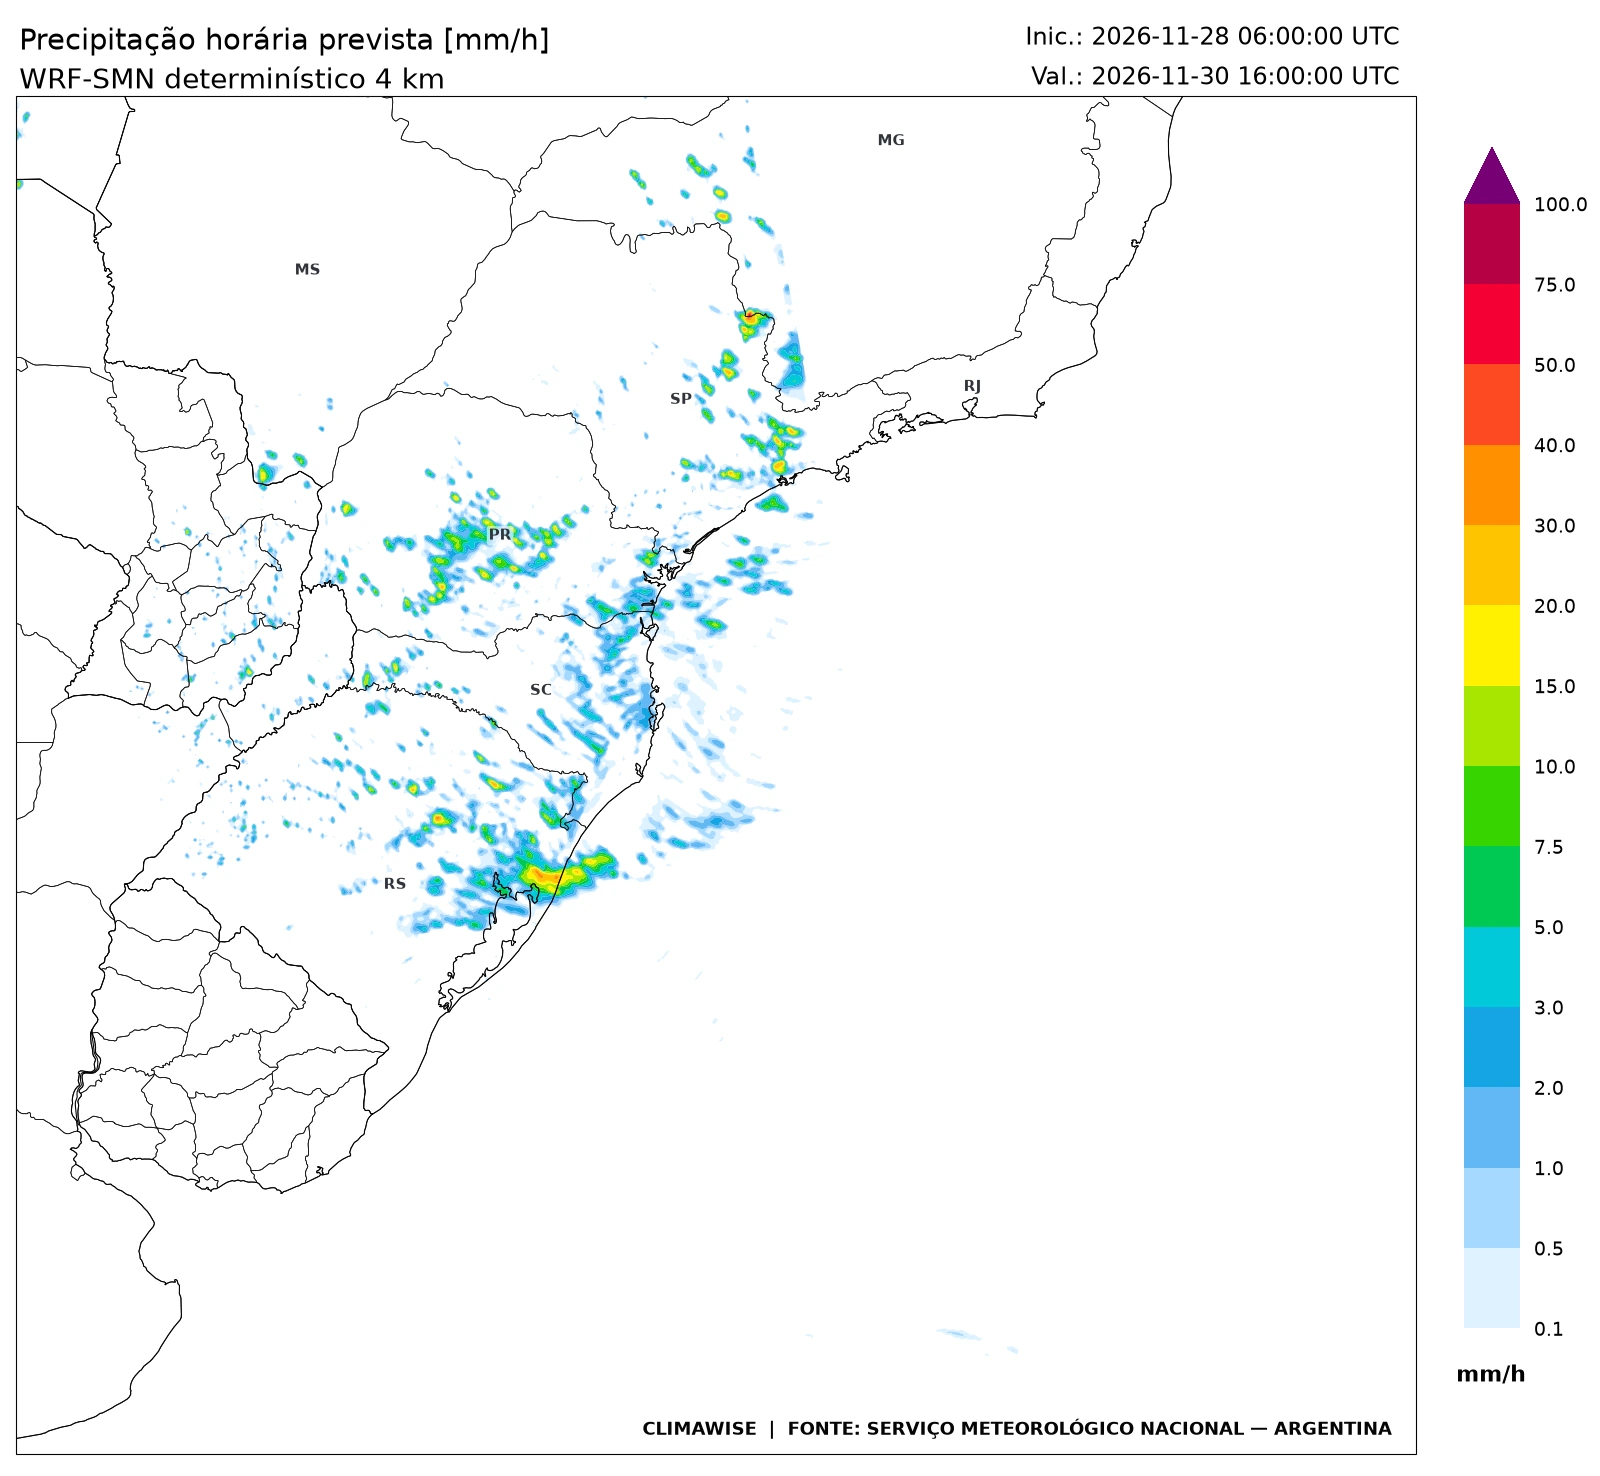 Precipitação horária prevista [mm/h]
WRF-SMN determinístico 4 km
Inic.: 2026-11-28 06:00:00 UTC
Val.: 2026-11-30 16:00:00 UTC
MG
MS
RJ
SP
PR
SC
RS
100.0
75.0
50.0
40.0
30.0
20.0
15.0
10.0
7.5
5.0
3.0
2.0
1.0
0.5
0.1
mm/h
CLIMAWISE | FONTE: SERVIÇO METEOROLÓGICO NACIONAL — ARGENTINA